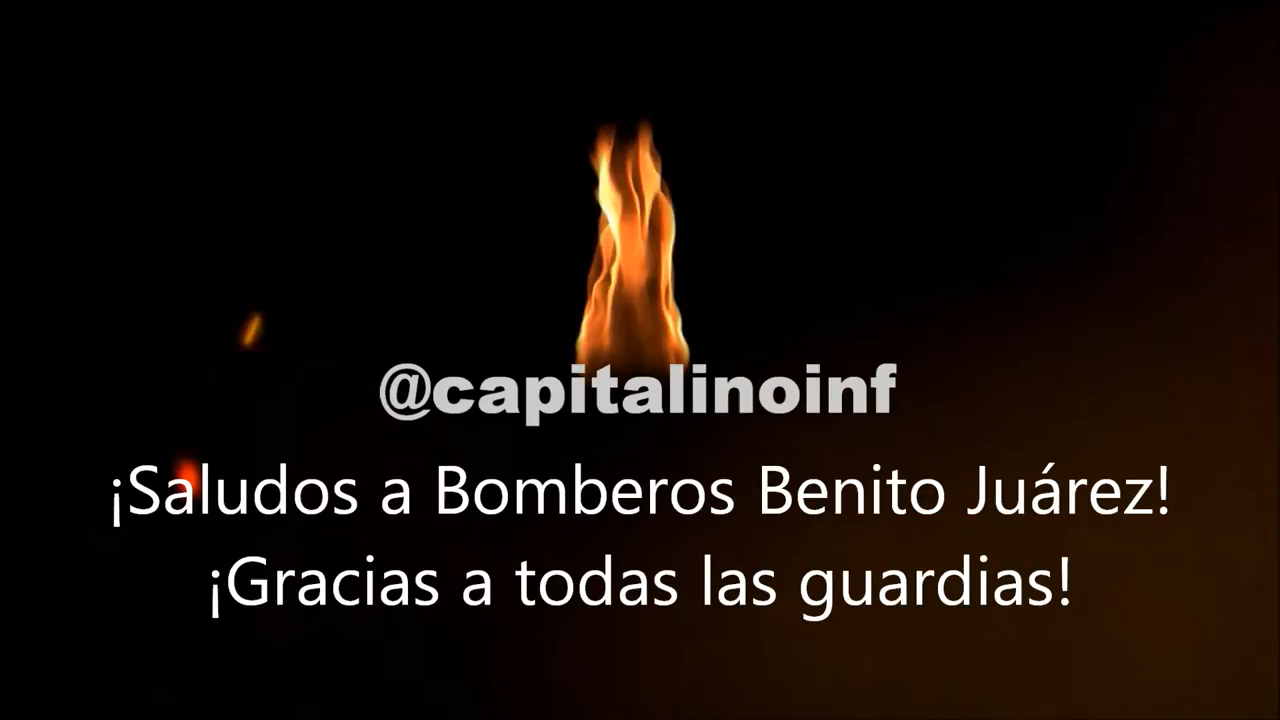 @capitalinoinf
¡Saludos a Bomberos Benito Juárez!
¡Gracias a todas las guardias!